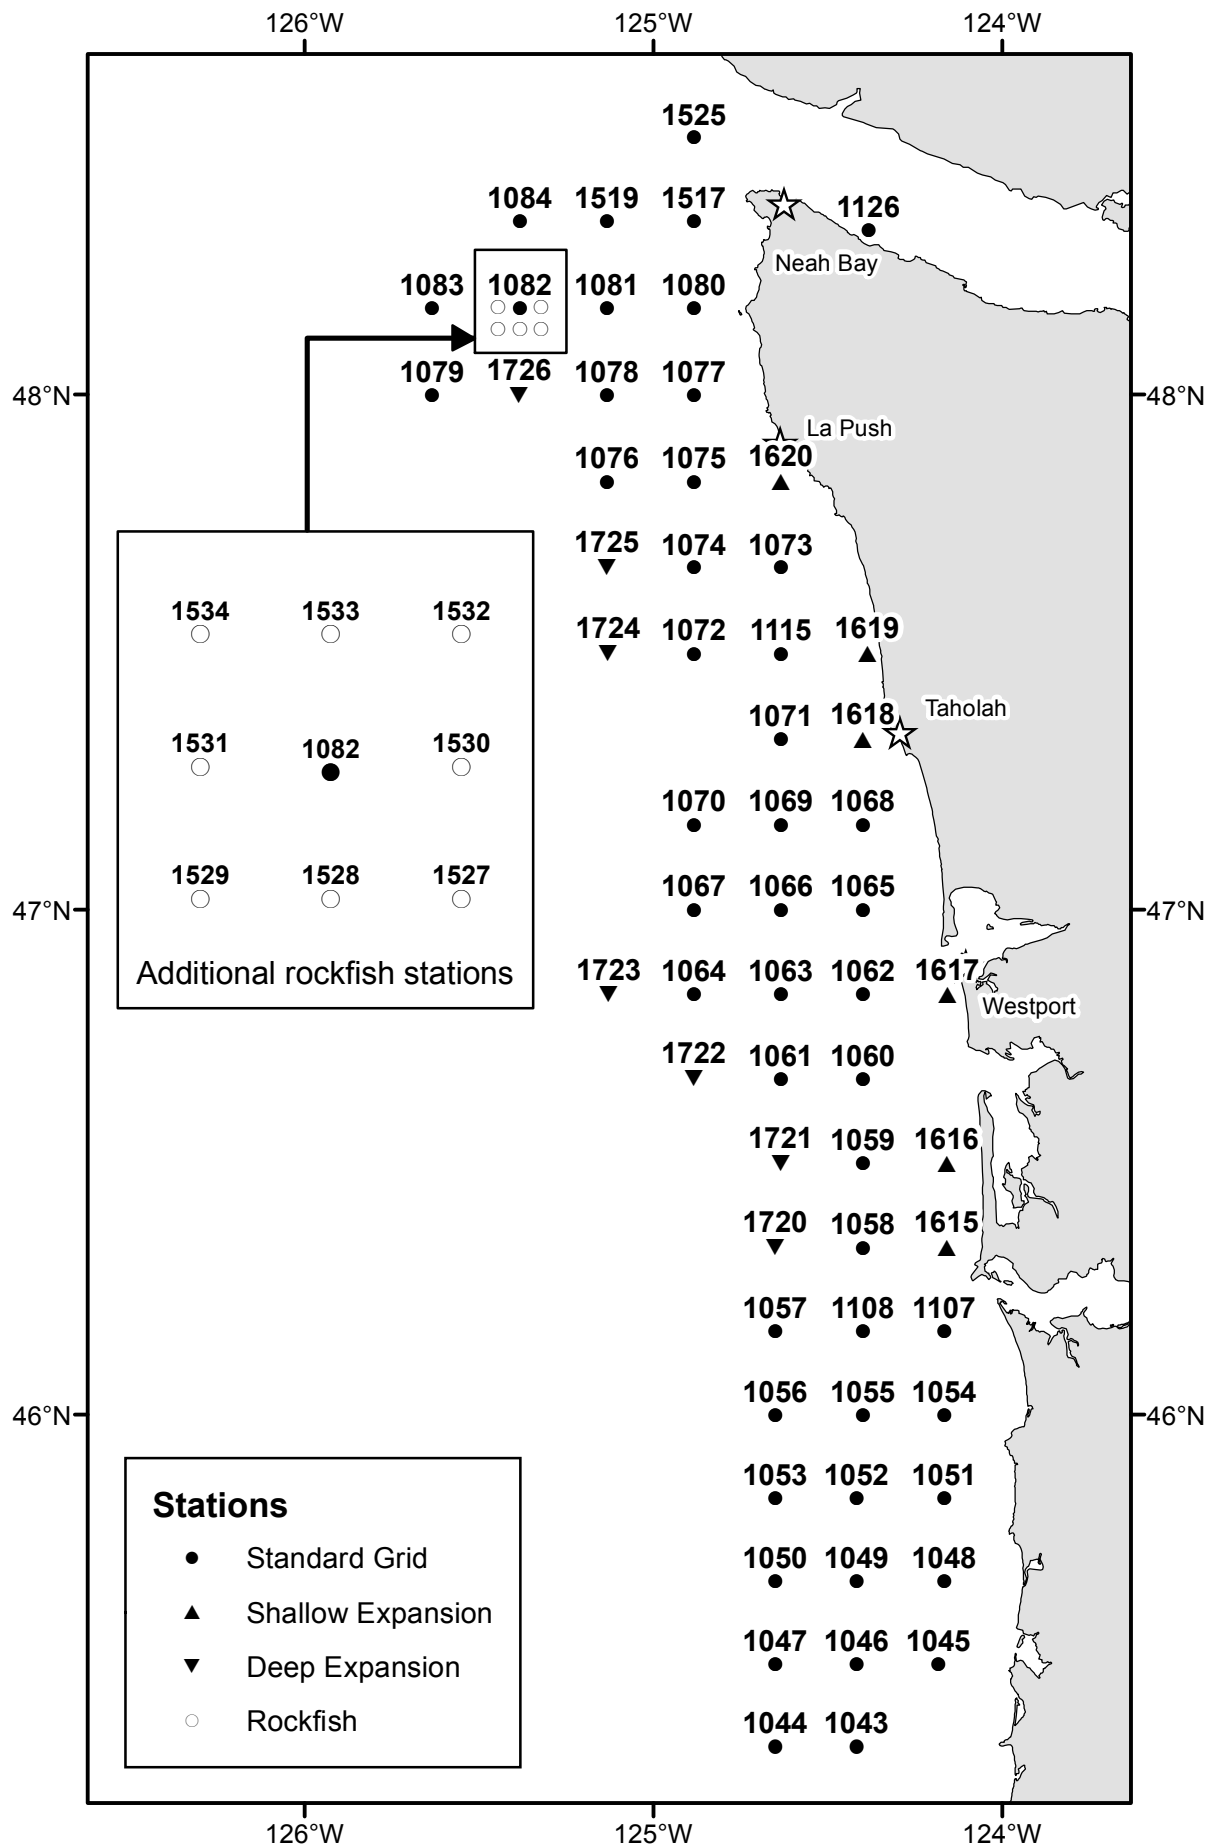 126°W 125°W 124°W
1525
1084 1519 1517 1126
Neah Bay
1083 1082 1081 1080
1079 1726 1078 1077
48°N 48°N
La Push
1076 1075 1620
1725 1074 1073
1534 1533 1532
1724 1072 1115 1619
1071 1618 Taholah
1531 1082 1530
1070 1069 1068
1529 1528 1527
1067 1066 1065
47°N 47°N
Additional rockfish stations
1723 1064 1063 1062 1617
Westport
1722 1061 1060
1721 1059 1616
1720 1058 1615
1057 1108 1107
1056 1055 1054
46°N 46°N
1053 1052 1051
Stations
Standard Grid
1050 1049 1048
Shallow Expansion
1047 1046 1045
Deep Expansion
Rockfish
1044 1043
126°W 125°W 124°W